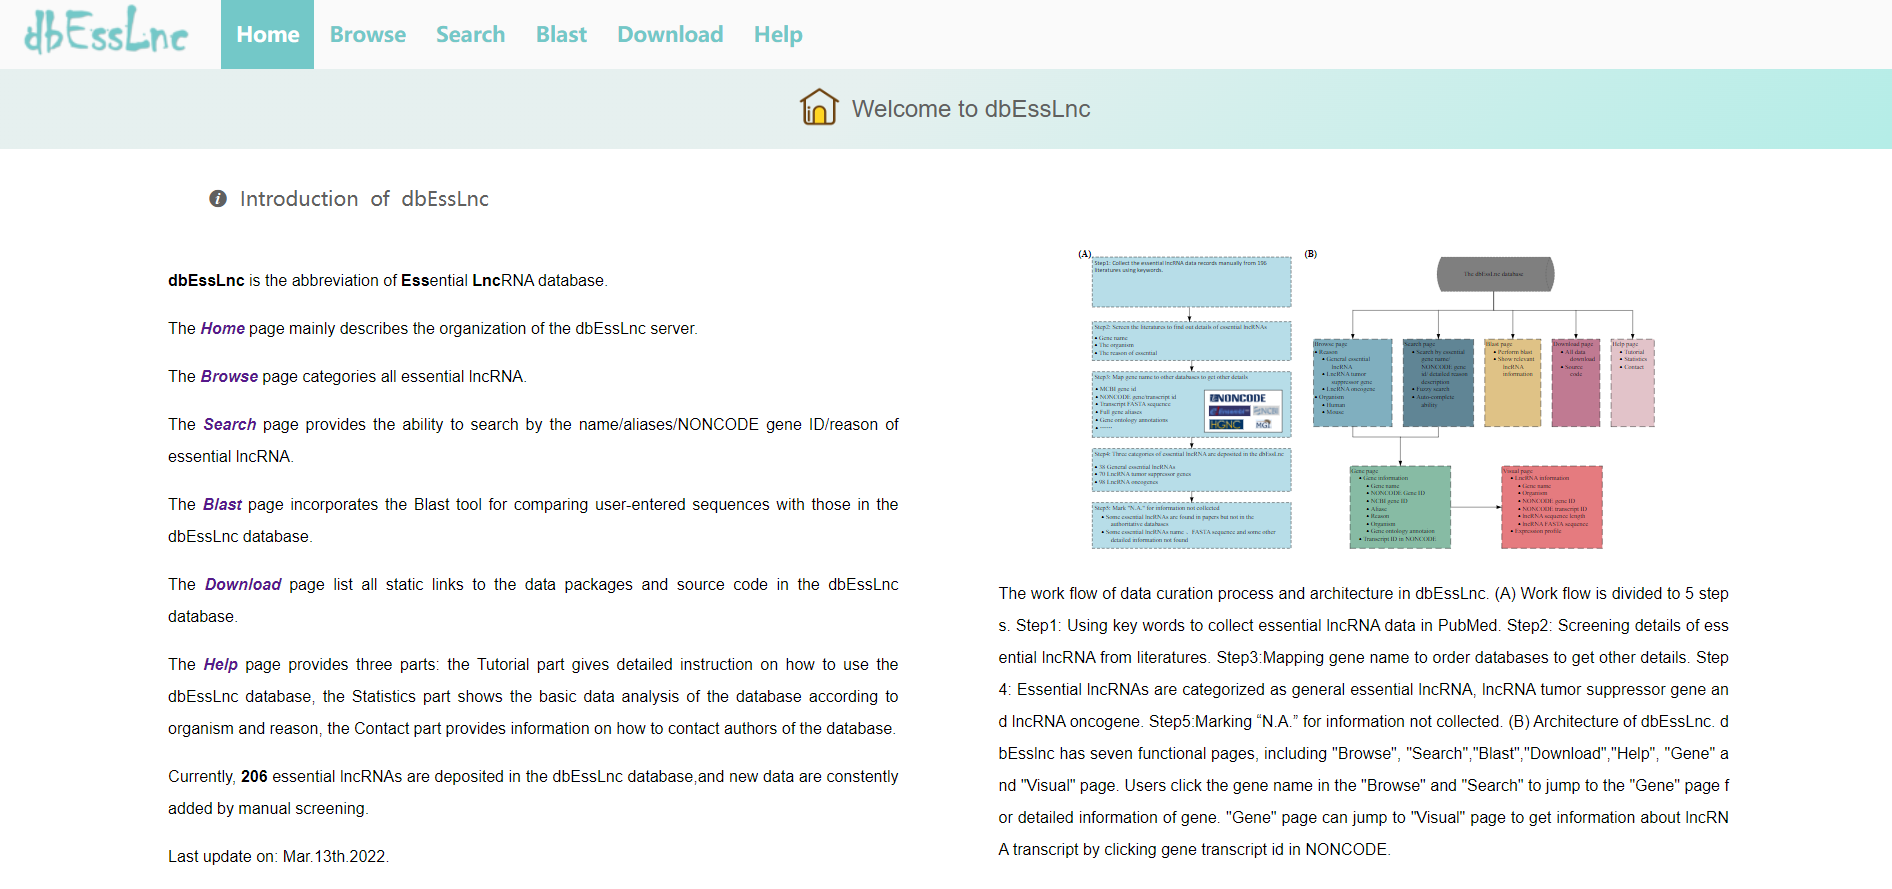 dbEssLnc
Home Browse Search Blast Download Help
Welcome to dbEssLnc
Introduction of dbEssLnc
dbEssLnc is the abbreviation of Essential LncRNA database.
The Home page mainly describes the organization of the dbEssLnc server.
The Browse page categories all essential lncRNA.
The Search page provides the ability to search by the name/aliases/NONCODE gene ID/reason of
essential lncRNA.
The Blast page incorporates the Blast tool for comparing user-entered sequences with those in the
dbEssLnc database.
The Download page list all static links to the data packages and source code in the dbEssLnc
database.
The Help page provides three parts: the Tutorial part gives detailed instruction on how to use the
dbEssLnc database, the Statistics part shows the basic data analysis of the database according to
organism and reason, the Contact part provides information on how to contact authors of the database.
Currently, 206 essential lncRNAs are deposited in the dbEssLnc database,and new data are constently
added by manual screening.
Last update on: Mar.13th.2022.
(A)
Step1: Collect the essential lncRNA data records manually from 196
literatures using keywords.
Step2: Screen the literatures to find out details of essential lncRNAs
• Gene name
• The organism
• The reason of essential
Step3: Map gene name to other databases to get other details
• NCBI gene id
• NONCODE gene/transcript id
• Transcript FASTA sequence
• Full gene aliases
• Gene ontology annotations
• ······
NONCODE
Ensembl NCBI
HGNC MGI
Step4: Three categories of essential lncRNA are deposited in the dbEssLnc
• 38 General essential lncRNAs
• 70 LncRNA tumor suppressor genes
• 98 LncRNA oncogenes
Step5: Mark "N.A." for information not collected
• Some essential lncRNAs are found in papers but not in the
authoritative databases
• Some essential lncRNAs name 、FASTA sequence and some other
detailed information not found
(B)
The dbEssLnc database
Browse page
• Reason
• General essential
lncRNA
• LncRNA tumor
suppressor gene
• LncRNA oncogene
• Organism
• Human
• Mouse
Search page
• Search by essential
gene name/
NONCODE gene
id/ detailed reason
description
• Fuzzy search
• Auto-complete
ability
Blast page
• Perform blast
• Show relevant
lncRNA
information
Download page
• All data
download
• Source
code
Help page
• Tutorial
• Statistics
• Contact
Gene page
• Gene information
• Gene name
• NONCODE Gene ID
• NCBI gene ID
• Aliase
• Reason
• Organism
• Gene ontology annotaion
• Transcript ID in NONCODE
Visual page
• LncRNA information
• Gene name
• Organism
• NONCODE gene ID
• NONCODE transcript ID
• lncRNA sequence length
• lncRNA FASTA sequence
• Expression profile
The work flow of data curation process and architecture in dbEssLnc. (A) Work flow is divided to 5 step
s. Step1: Using key words to collect essential lncRNA data in PubMed. Step2: Screening details of ess
ential lncRNA from literatures. Step3:Mapping gene name to order databases to get other details. Step
4: Essential lncRNAs are categorized as general essential lncRNA, lncRNA tumor suppressor gene an
d lncRNA oncogene. Step5:Marking “N.A.” for information not collected. (B) Architecture of dbEssLnc. d
bEsslnc has seven functional pages, including "Browse", "Search","Blast","Download","Help", "Gene" a
nd "Visual" page. Users click the gene name in the "Browse" and "Search" to jump to the "Gene" page f
or detailed information of gene. "Gene" page can jump to "Visual" page to get information about lncRN
A transcript by clicking gene transcript id in NONCODE.